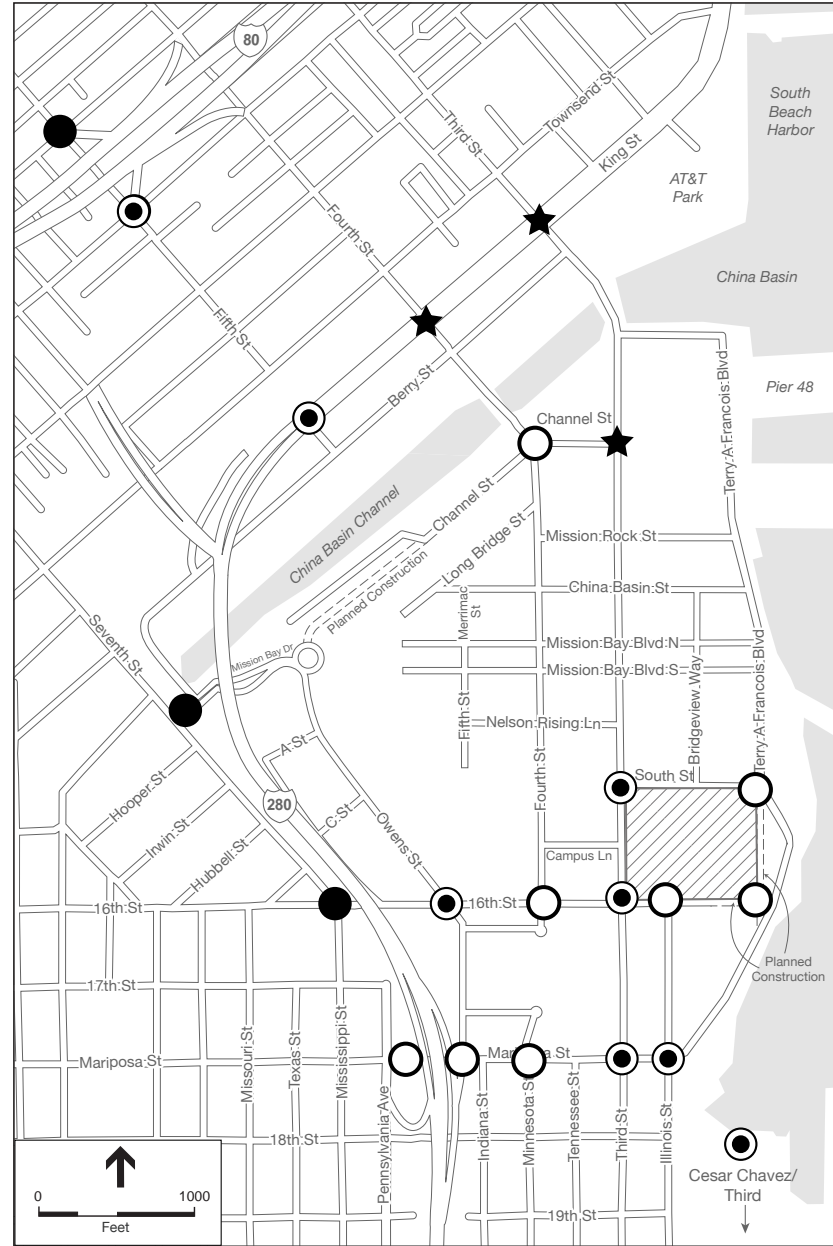 80
South
Beach
Harbor
Townsend St
Third St
King St
AT&T
Park
Fourth St
China Basin
Fifth St
Terry A Francois Blvd
Pier 48
Berry St
Channel St
China Basin Channel
Channel St
Planned Construction
Long Bridge St
Mission Rock St
Merrimac
St
China Basin St
Seventh St
Mission Bay Dr
Mission Bay Blvd N
Mission Bay Blvd S
Bridgeview Way
Terry A Francois Blvd
Fifth St
Nelson Rising Ln
Fourth St
A St
South St
Hooper St
280
C St
Owens St
Irwin St
Hubbell St
Campus Ln
16th St
16th St
Planned
Construction
17th St
Mariposa St
Missouri St
Texas St
Mississippi St
Pennsylvania Ave
Mariposa St
Indiana St
Minnesota St
Tennessee St
Third St
Illinois St
18th St
Cesar Chavez/
Third
19th St
0
1000
Feet